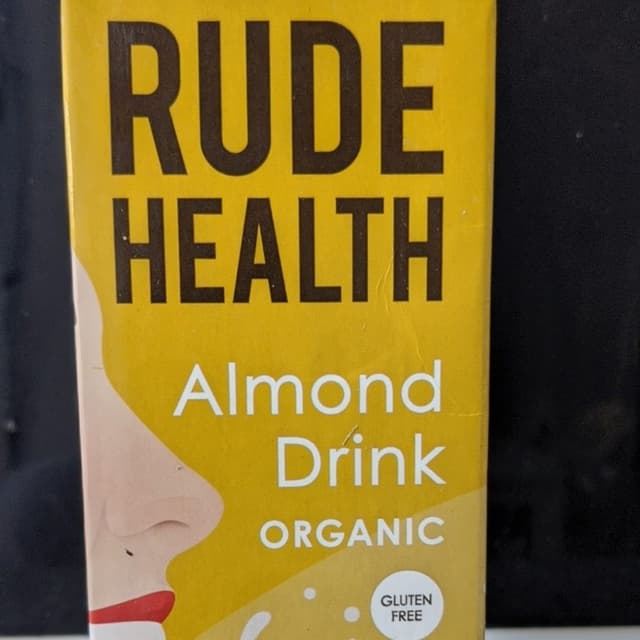 RUDE
HEALTH
Almond
Drink
ORGANIC
GLUTEN
FREE